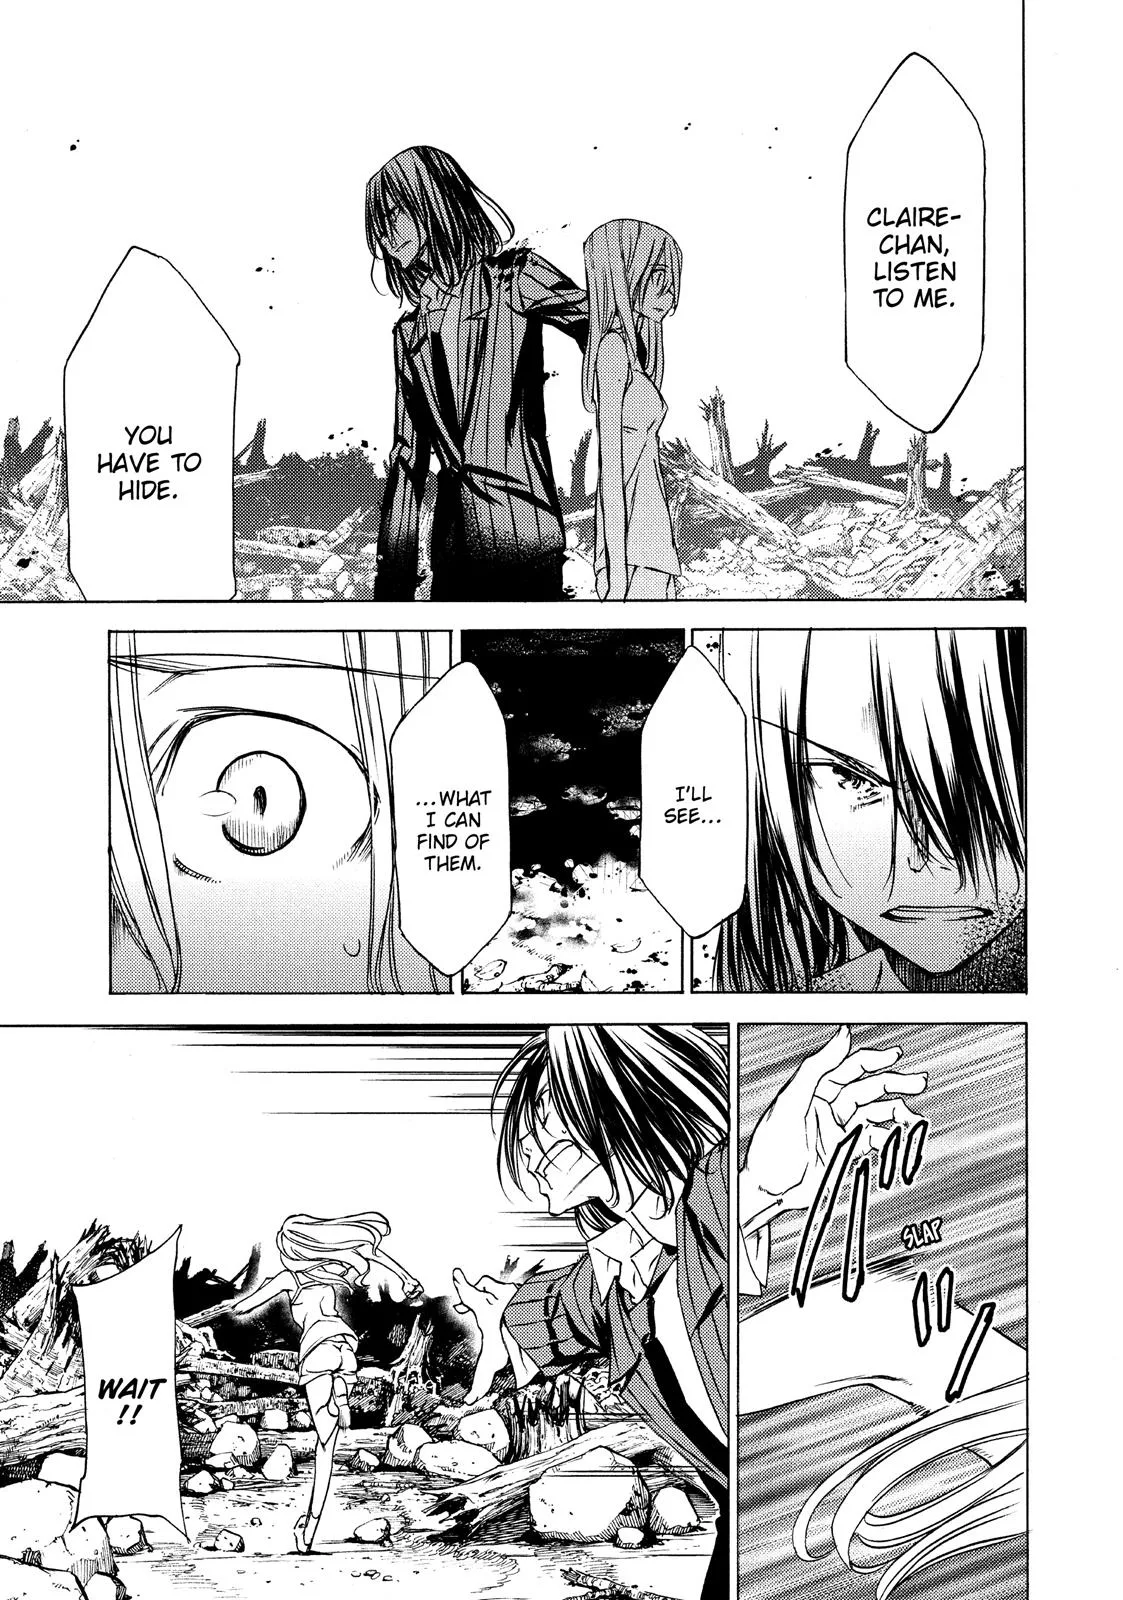 CLAIRE-
CHAN,
LISTEN
TO ME.
YOU
HAVE TO
HIDE.
I'LL
SEE...
...WHAT
I CAN
FIND OF
THEM.
SLAP
WAIT
!!